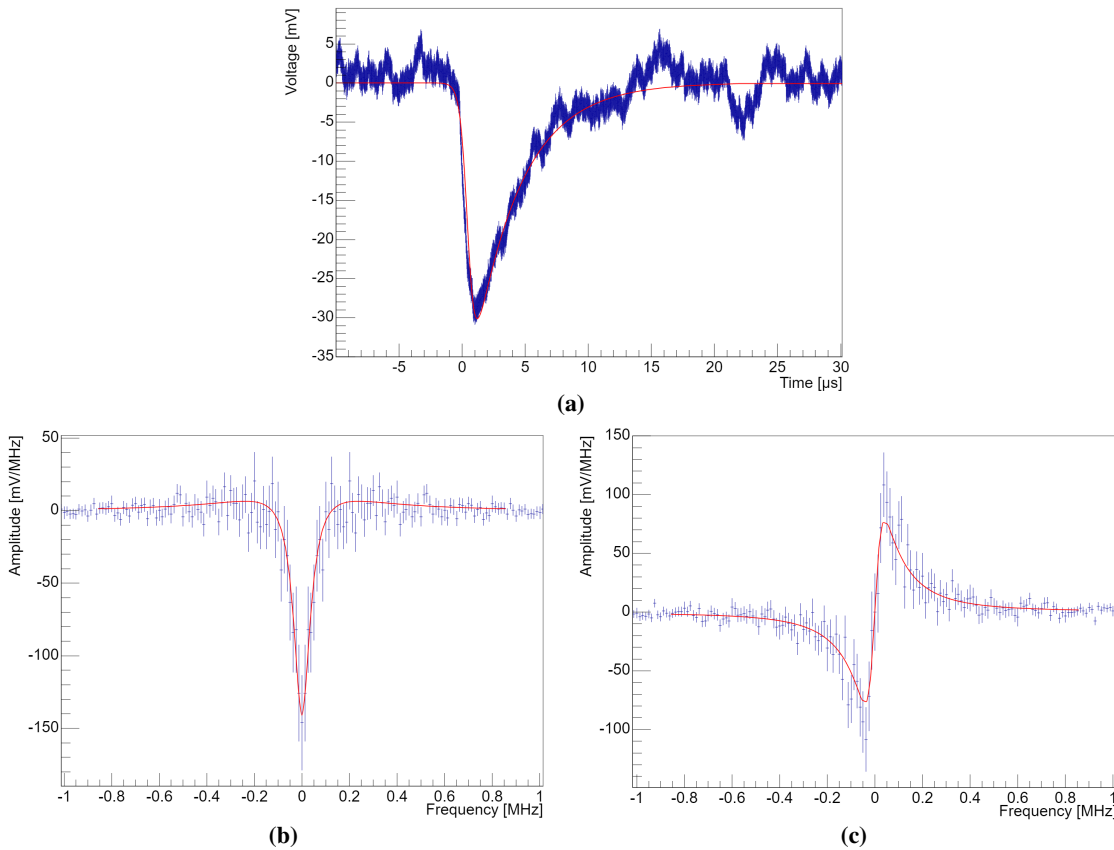 Voltage [mV]
5
0
-5
-10
-15
-20
-25
-30
-35
-5 0 5 10 15 20 25 30
Time [µs]
(a)
Amplitude [mV/MHz]
50
0
-50
-100
-150
-1 -0.8 -0.6 -0.4 -0.2 0 0.2 0.4 0.6 0.8 1
Frequency [MHz]
(b)
Amplitude [mV/MHz]
150
100
50
0
-50
-100
-1 -0.8 -0.6 -0.4 -0.2 0 0.2 0.4 0.6 0.8 1
Frequency [MHz]
(c)